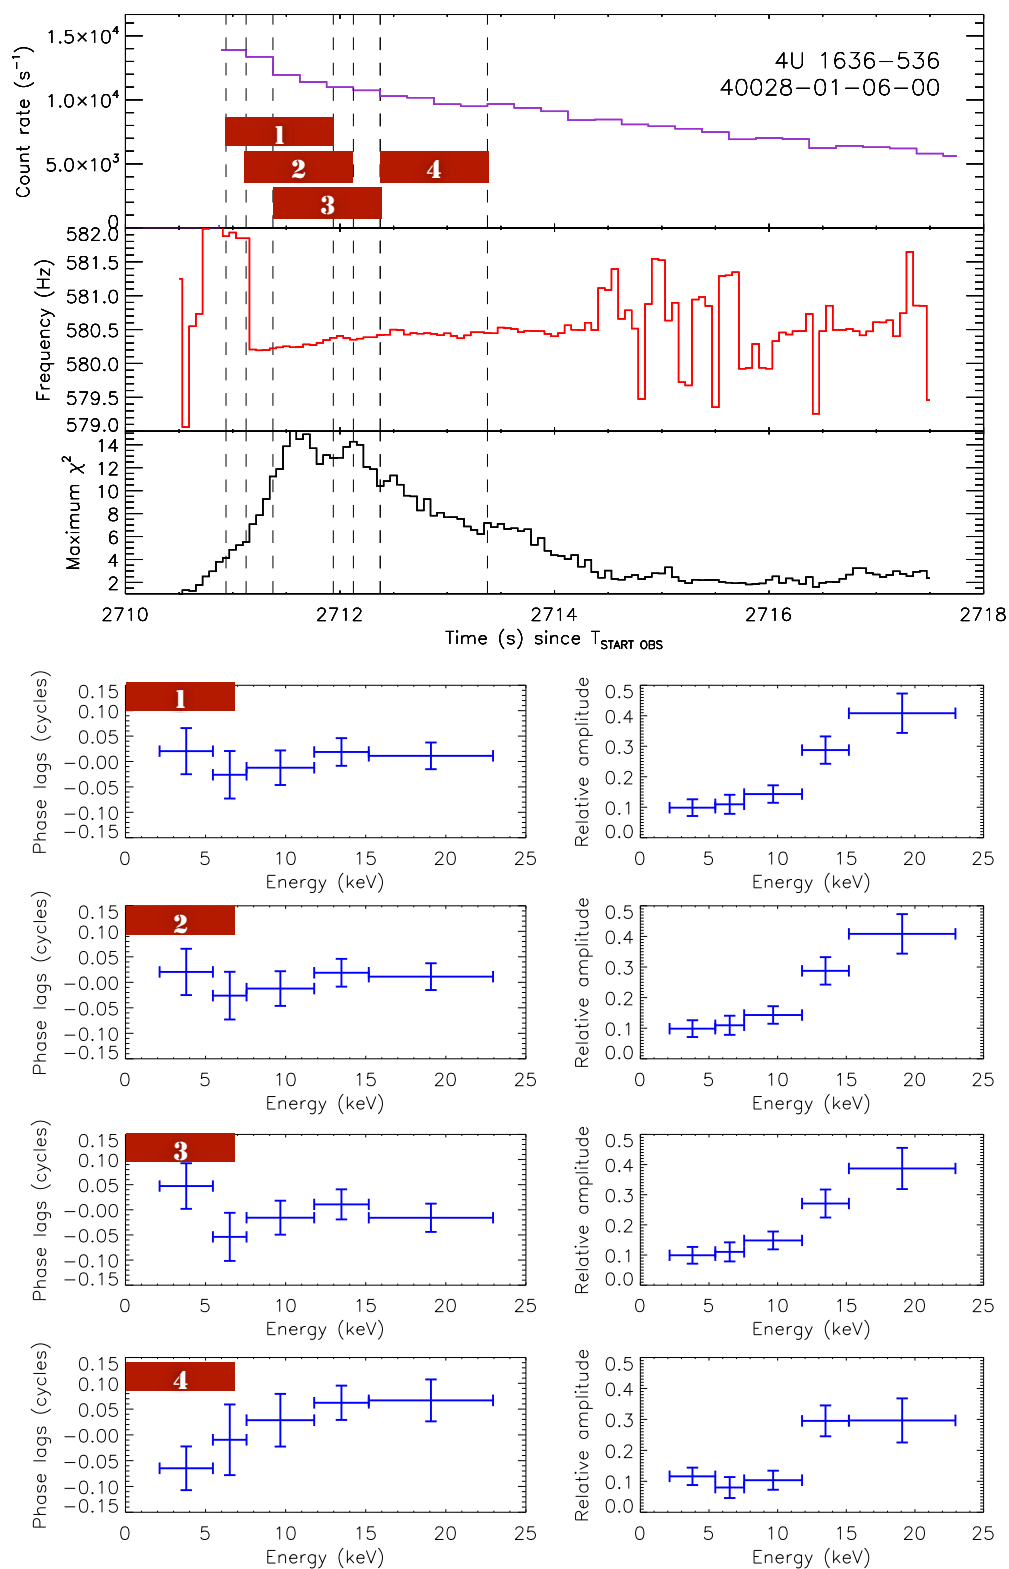 4U 1636−536
40028−01−06−00
Count rate (s⁻¹)
1.5×10⁴
1.0×10⁴
5.0×10³
0
1
2
4
3
Frequency (Hz)
582.0
581.5
581.0
580.5
580.0
579.5
579.0
Maximum χ²
14
12
10
8
6
4
2
2710 2712 2714 2716 2718
Time (s) since T_START OBS
1
Phase lags (cycles)
0.15
0.10
0.05
−0.00
−0.05
−0.10
−0.15
0 5 10 15 20 25
Energy (keV)
Relative amplitude
0.5
0.4
0.3
0.2
0.1
0.0
0 5 10 15 20 25
Energy (keV)
2
Phase lags (cycles)
0.15
0.10
0.05
−0.00
−0.05
−0.10
−0.15
0 5 10 15 20 25
Energy (keV)
Relative amplitude
0.5
0.4
0.3
0.2
0.1
0.0
0 5 10 15 20 25
Energy (keV)
3
Phase lags (cycles)
0.15
0.10
0.05
−0.00
−0.05
−0.10
−0.15
0 5 10 15 20 25
Energy (keV)
Relative amplitude
0.5
0.4
0.3
0.2
0.1
0.0
0 5 10 15 20 25
Energy (keV)
4
Phase lags (cycles)
0.15
0.10
0.05
−0.00
−0.05
−0.10
−0.15
0 5 10 15 20 25
Energy (keV)
Relative amplitude
0.5
0.4
0.3
0.2
0.1
0.0
0 5 10 15 20 25
Energy (keV)